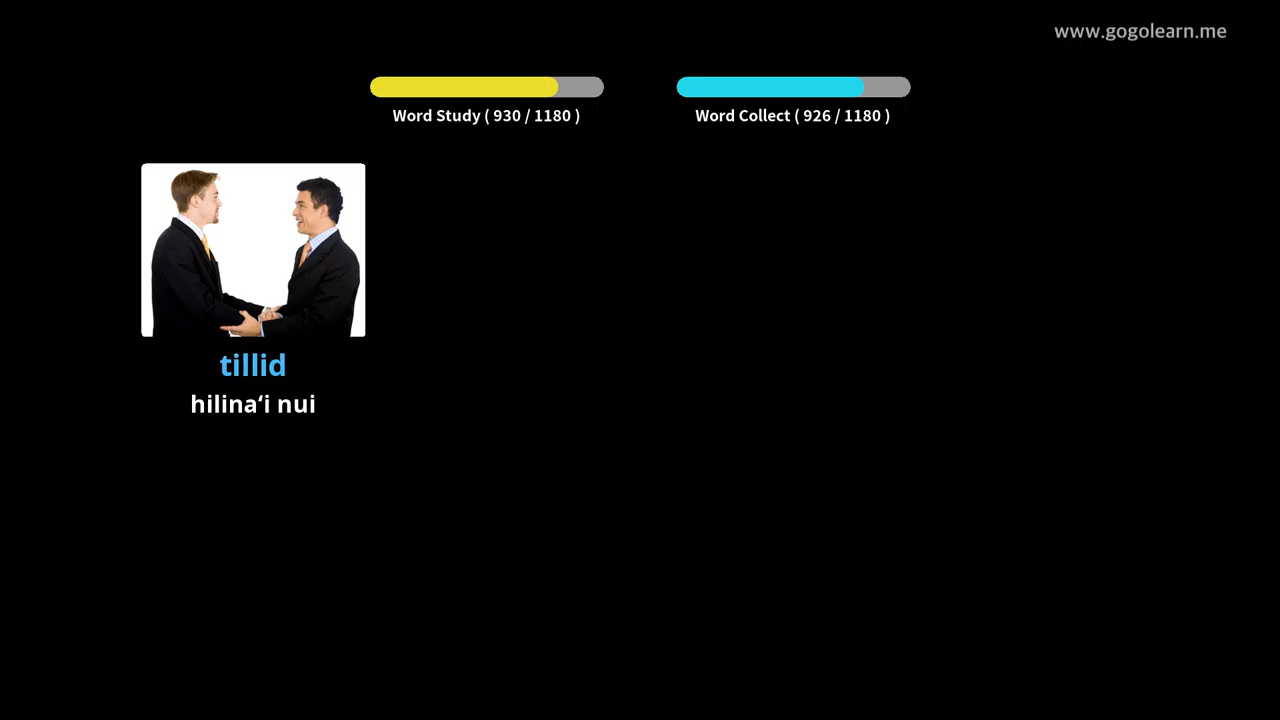 www.gogolearn.me
Word Study ( 930 / 1180 )
Word Collect ( 926 / 1180 )
tillid
hilinaʻi nui